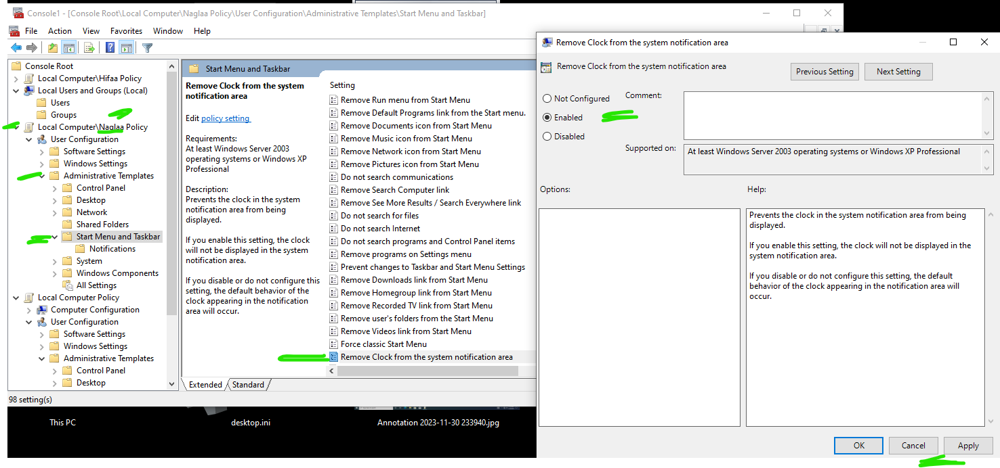 Console1 - [Console Root\Local Computer\Naglaa Policy\User Configuration\Administrative Templates\Start Menu and Taskbar]
File Action View Favorites Window Help
Console Root
Local Computer\Hifaa Policy
Local Users and Groups (Local)
Users
Groups
Local Computer\Naglaa Policy
User Configuration
Software Settings
Windows Settings
Administrative Templates
Control Panel
Desktop
Network
Shared Folders
Start Menu and Taskbar
Notifications
System
Windows Components
All Settings
Local Computer Policy
Computer Configuration
User Configuration
Software Settings
Windows Settings
Administrative Templates
Control Panel
Desktop
98 setting(s)
Start Menu and Taskbar
Remove Clock from the system
notification area
Edit policy setting
Requirements:
At least Windows Server 2003
operating systems or Windows XP
Professional
Description:
Prevents the clock in the system
notification area from being
displayed.
If you enable this setting, the clock
will not be displayed in the system
notification area.
If you disable or do not configure this
setting, the default behavior of the
clock appearing in the notification
area will occur.
Setting
Remove Run menu from Start Menu
Remove Default Programs link from the Start menu.
Remove Documents icon from Start Menu
Remove Music icon from Start Menu
Remove Network icon from Start Menu
Remove Pictures icon from Start Menu
Do not search communications
Remove Search Computer link
Remove See More Results / Search Everywhere link
Do not search for files
Do not search Internet
Do not search programs and Control Panel items
Remove programs on Settings menu
Prevent changes to Taskbar and Start Menu Settings
Remove Downloads link from Start Menu
Remove Homegroup link from Start Menu
Remove Recorded TV link from Start Menu
Remove user's folders from the Start Menu
Remove Videos link from Start Menu
Force classic Start Menu
Remove Clock from the system notification area
Extended Standard
This PC
desktop.ini
Annotation 2023-11-30 233940.jpg
Remove Clock from the system notification area
Remove Clock from the system notification area
Previous Setting
Next Setting
Not Configured
Enabled
Disabled
Comment:
Supported on:
At least Windows Server 2003 operating systems or Windows XP Professional
Options:
Help:
Prevents the clock in the system notification area from being
displayed.
If you enable this setting, the clock will not be displayed in the
system notification area.
If you disable or do not configure this setting, the default
behavior of the clock appearing in the notification area will
occur.
OK
Cancel
Apply